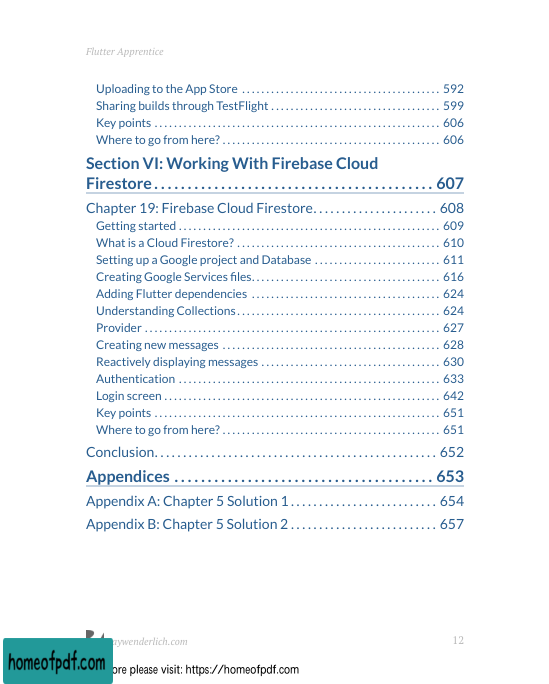 Flutter Apprentice
Uploading to the App Store ........................................ 592
Sharing builds through TestFlight .................................. 599
Key points ........................................................ 606
Where to go from here? ............................................ 606
Section VI: Working With Firebase Cloud
Firestore ........................................ 607
Chapter 19: Firebase Cloud Firestore ......................... 608
Getting started ................................................... 609
What is a Cloud Firestore? ......................................... 610
Setting up a Google project and Database ......................... 611
Creating Google Services files ...................................... 616
Adding Flutter dependencies ....................................... 624
Understanding Collections ......................................... 624
Provider .......................................................... 627
Creating new messages ............................................ 628
Reactively displaying messages ..................................... 630
Authentication .................................................... 633
Login screen ...................................................... 642
Key points ........................................................ 651
Where to go from here? ............................................ 651
Conclusion ........................................................ 652
Appendices ...................................... 653
Appendix A: Chapter 5 Solution 1 .............................. 654
Appendix B: Chapter 5 Solution 2 .............................. 657
aywenderlich.com 12
homeofpdf.com
ore please visit: https://homeofpdf.com